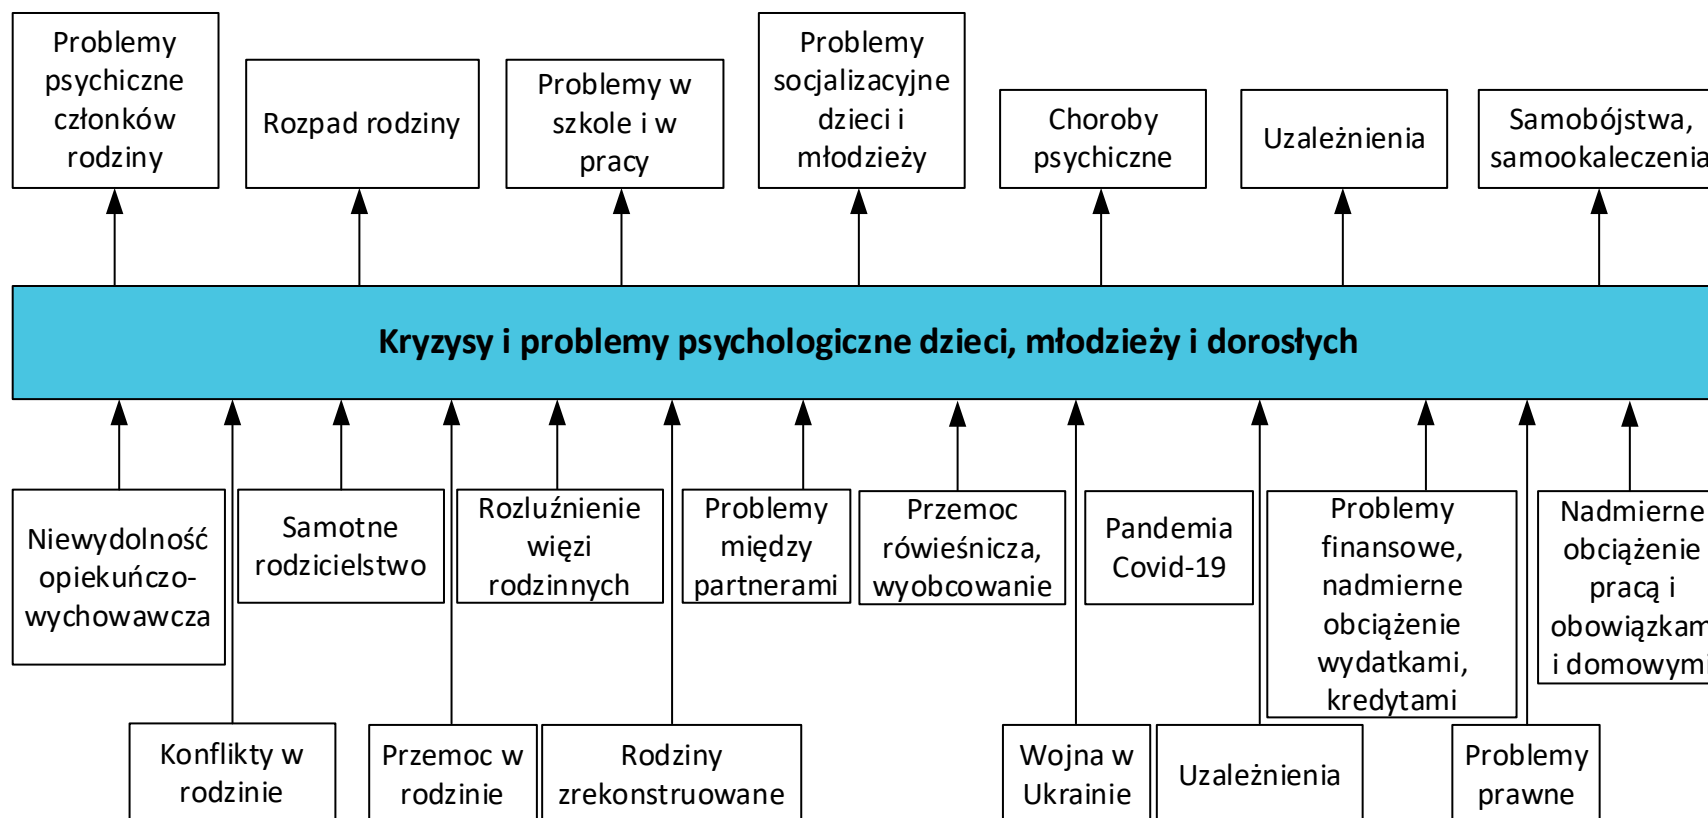 Problemy
psychiczne
członków
rodziny
Rozpad rodziny
Problemy w
szkole i w
pracy
Problemy
socjalizacyjne
dzieci i
młodzieży
Choroby
psychiczne
Uzależnienia
Samobójstwa,
samookaleczenia
Kryzysy i problemy psychologiczne dzieci, młodzieży i dorosłych
Niewydolność
opiekuńczo-
wychowawcza
Samotne
rodzicielstwo
Rozluźnienie
więzi
rodzinnych
Problemy
między
partnerami
Przemoc
rówieśnicza,
wyobcowanie
Pandemia
Covid-19
Problemy
finansowe,
nadmierne
obciążenie
wydatkami,
kredytami
Nadmierne
obciążenie
pracą i
obowiązkam
i domowymi
Konflikty w
rodzinie
Przemoc w
rodzinie
Rodziny
zrekonstruowane
Wojna w
Ukrainie
Uzależnienia
Problemy
prawne